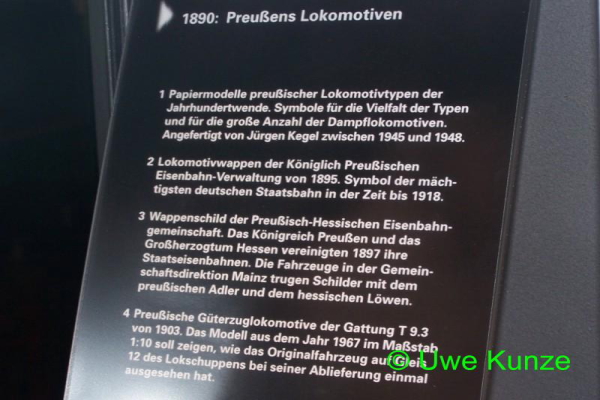 1890: Preußens Lokomotiven
1 Papiermodelle preußischer Lokomotivtypen der
Jahrhundertwende. Symbole für die Vielfalt der Typen
und für die große Anzahl der Dampflokomotiven.
Angefertigt von Jürgen Kegel zwischen 1945 und 1948.
2 Lokomotivwappen der Königlich Preußischen
Eisenbahn-Verwaltung von 1895. Symbol der mäch-
tigsten deutschen Staatsbahn in der Zeit bis 1918.
3 Wappenschild der Preußisch-Hessischen Eisenbahn-
gemeinschaft. Das Königreich Preußen und das
Großherzogtum Hessen vereinigten 1897 ihre
Staatseisenbahnen. Die Fahrzeuge in der Gemein-
schaftsdirektion Mainz trugen Schilder mit dem
preußischen Adler und dem hessischen Löwen.
4 Preußische Güterzuglokomotive der Gattung T 9.3
von 1903. Das Modell aus dem Jahr 1967 im Maßstab
1:10 soll zeigen, wie das Originalfahrzeug auf Gleis
12 des Lokschuppens bei seiner Ablieferung einmal
ausgesehen hat.
© Uwe Kunze